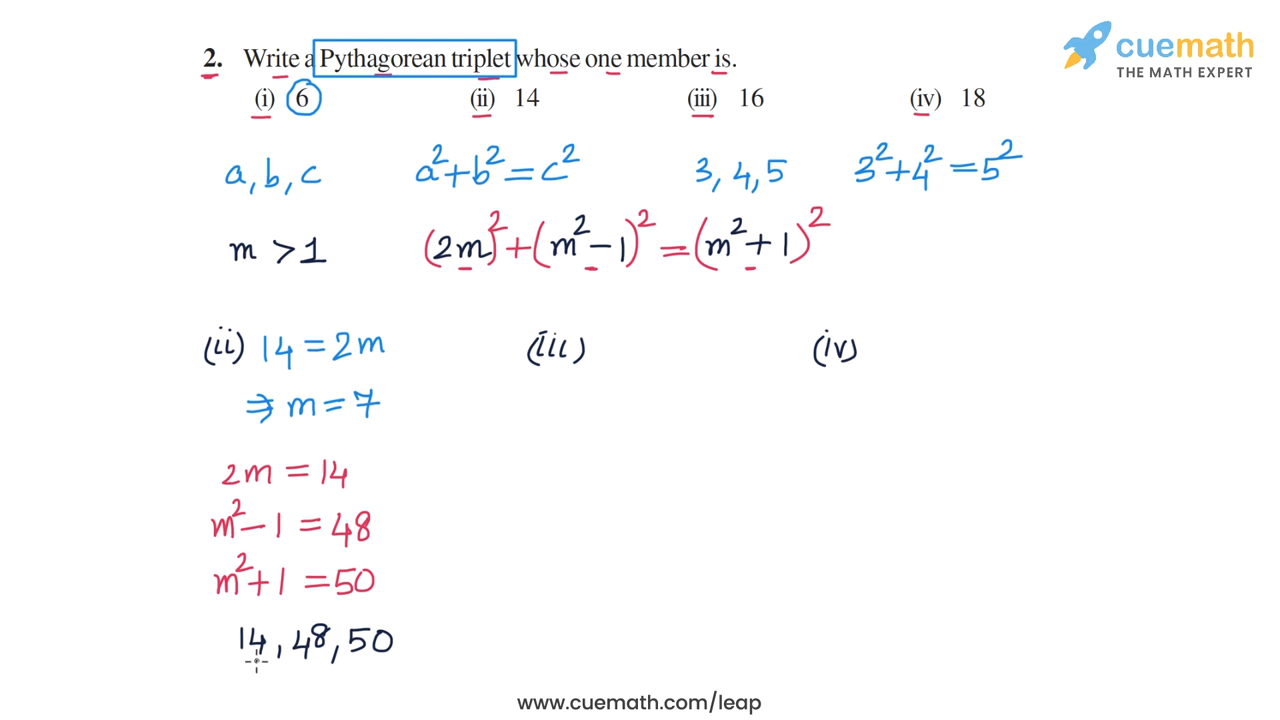 cuemath
THE MATH EXPERT
2. Write a Pythagorean triplet whose one member is.
(i) 6 (ii) 14 (iii) 16 (iv) 18
a, b, c a²+b²=c² 3, 4, 5 3²+4²=5²
m >1 (2m)²+(m²-1)²=(m²+1)²
(ii) 14=2m (iii) (iv)
⇒ m=7
2m=14
m²-1=48
m²+1=50
14, 48, 50
www.cuemath.com/leap